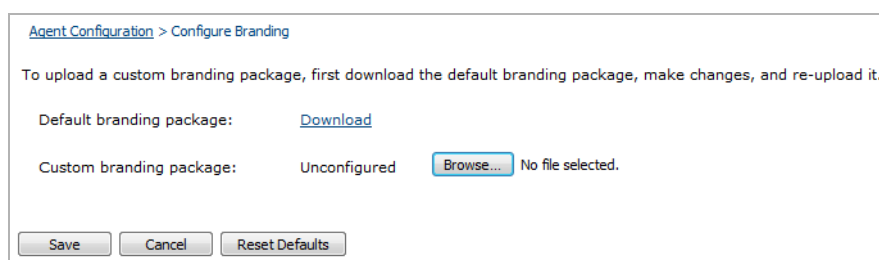 Agent Configuration > Configure Branding
To upload a custom branding package, first download the default branding package, make changes, and re-upload it.
Default branding package: Download
Custom branding package: Unconfigured Browse... No file selected.
Save Cancel Reset Defaults